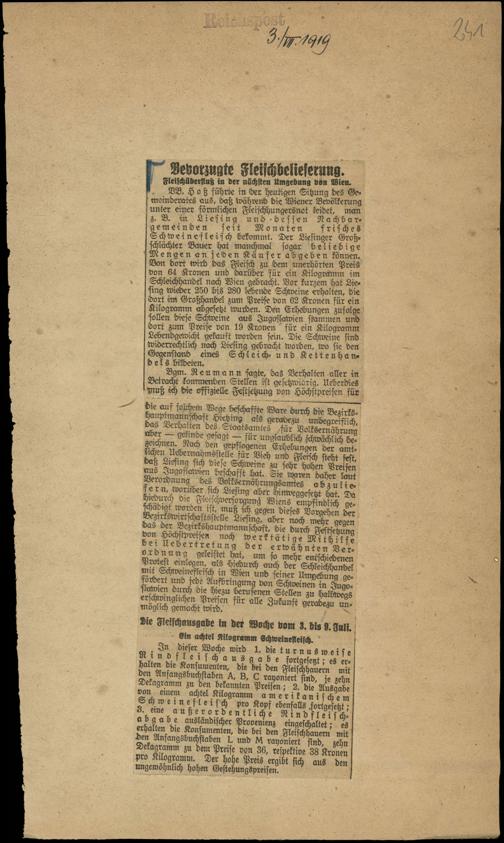 Reichspost
3./VII. 1919
241
Bevorzugte Fleischbelieferung.
Fleischüberfluß in der nächsten Umgebung von Wien.
VB. Hoß führte in der heutigen Sitzung des Ge-
meinderates aus, daß während die Wiener Bevölkerung
unter einer förmlichen Fleischhungersnot leidet, man
z. B. in Liesing und dessen Nachbar-
gemeinden seit Monaten frisches
Schweinefleisch bekommt. Der Liesinger Groß-
schlächter Bauer hat manchmal sogar beliebige
Mengen an jeden Käufer abgeben können.
Von dort wird das Fleisch zu dem unerhörten Preis
von 64 Kronen und darüber für ein Kilogramm im
Schleichhandel nach Wien gebracht. Vor kurzem hat Lie-
sing wieder 250 bis 280 lebende Schweine erhalten, die
dort im Großhandel zum Preise von 62 Kronen für ein
Kilogramm abgesetzt wurden. Den Erhebungen zufolge
sollen diese Schweine aus Jugoslawien stammen und
dort zum Preise von 19 Kronen für ein Kilogramm
Lebendgewicht gekauft worden sein. Die Schweine sind
widerrechtlich nach Liesing gebracht worden, wo sie den
Gegenstand eines Schleich- und Kettenhan-
dels bildeten.
Bgm. Reumann sagte, das Verhalten aller in
Betracht kommenden Stellen ist gesetzwidrig. Ueberdies
muß ich die offizielle Festsetzung von Höchstpreisen für
die auf solchem Wege beschaffte Ware durch die Bezirks-
hauptmannschaft Hietzing als geradezu unbegreiflich,
das Verhalten des Staatsamtes für Volksernährung
aber — gelinde gesagt — für unglaublich schwächlich be-
zeichnen. Nach den gepflogenen Erhebungen der amt-
lichen Uebernahmsstelle für Vieh und Fleisch steht fest,
daß Liesing sich diese Schweine zu sehr hohen Preisen
aus Jugoslawien beschafft hat. Sie waren daher laut
Verordnung des Volksernährungsamtes abzulie-
fern, worüber sich Liesing aber hinweggesetzt hat. Da
hiedurch die Fleischversorgung Wiens empfindlich ge-
schädigt worden ist, muß ich gegen dieses Vorgehen der
Bezirkswirtschaftsstelle Liesing, aber noch mehr gegen
das der Bezirkshauptmannschaft, die durch Festsetzung
von Höchstpreisen noch werktätige Mithilfe
bei Uebertretung der erwähnten Ver-
ordnung geleistet hat, um so mehr entschiedenen
Protest einlegen, als hiedurch auch der Schleichhandel
mit Schweinefleisch in Wien und seiner Umgebung ge-
fördert und jede Aufbringung von Schweinen in Jugo-
slawien durch die hiezu berufenen Stellen zu halbwegs
erschwinglichen Preisen für alle Zukunft geradezu un-
möglich gemacht wird.
Die Fleischausgabe in der Woche vom 3. bis 9. Juli.
Ein achtel Kilogramm Schweinefleisch.
In dieser Woche wird 1. die turnusweise
Rindfleischausgabe fortgesetzt; es er-
halten die Konsumenten, die bei den Fleischhauern mit
den Anfangsbuchstaben A, B, C rayoniert sind, je zehn
Dekagramm zu den bekannten Preisen; 2. die Ausgabe
von einem achtel Kilogramm amerikanischem
Schweinefleisch pro Kopf ebenfalls fortgesetzt;
3. eine außerordentliche Rindfleisch-
abgabe ausländischer Provenienz eingeschaltet; es
erhalten die Konsumenten, die bei den Fleischhauern mit
den Anfangsbuchstaben L und M rayoniert sind, zehn
Dekagramm zu dem Preise von 36, respektive 38 Kronen
pro Kilogramm. Der hohe Preis ergibt sich aus den
ungewöhnlich hohen Gestehungspreisen.